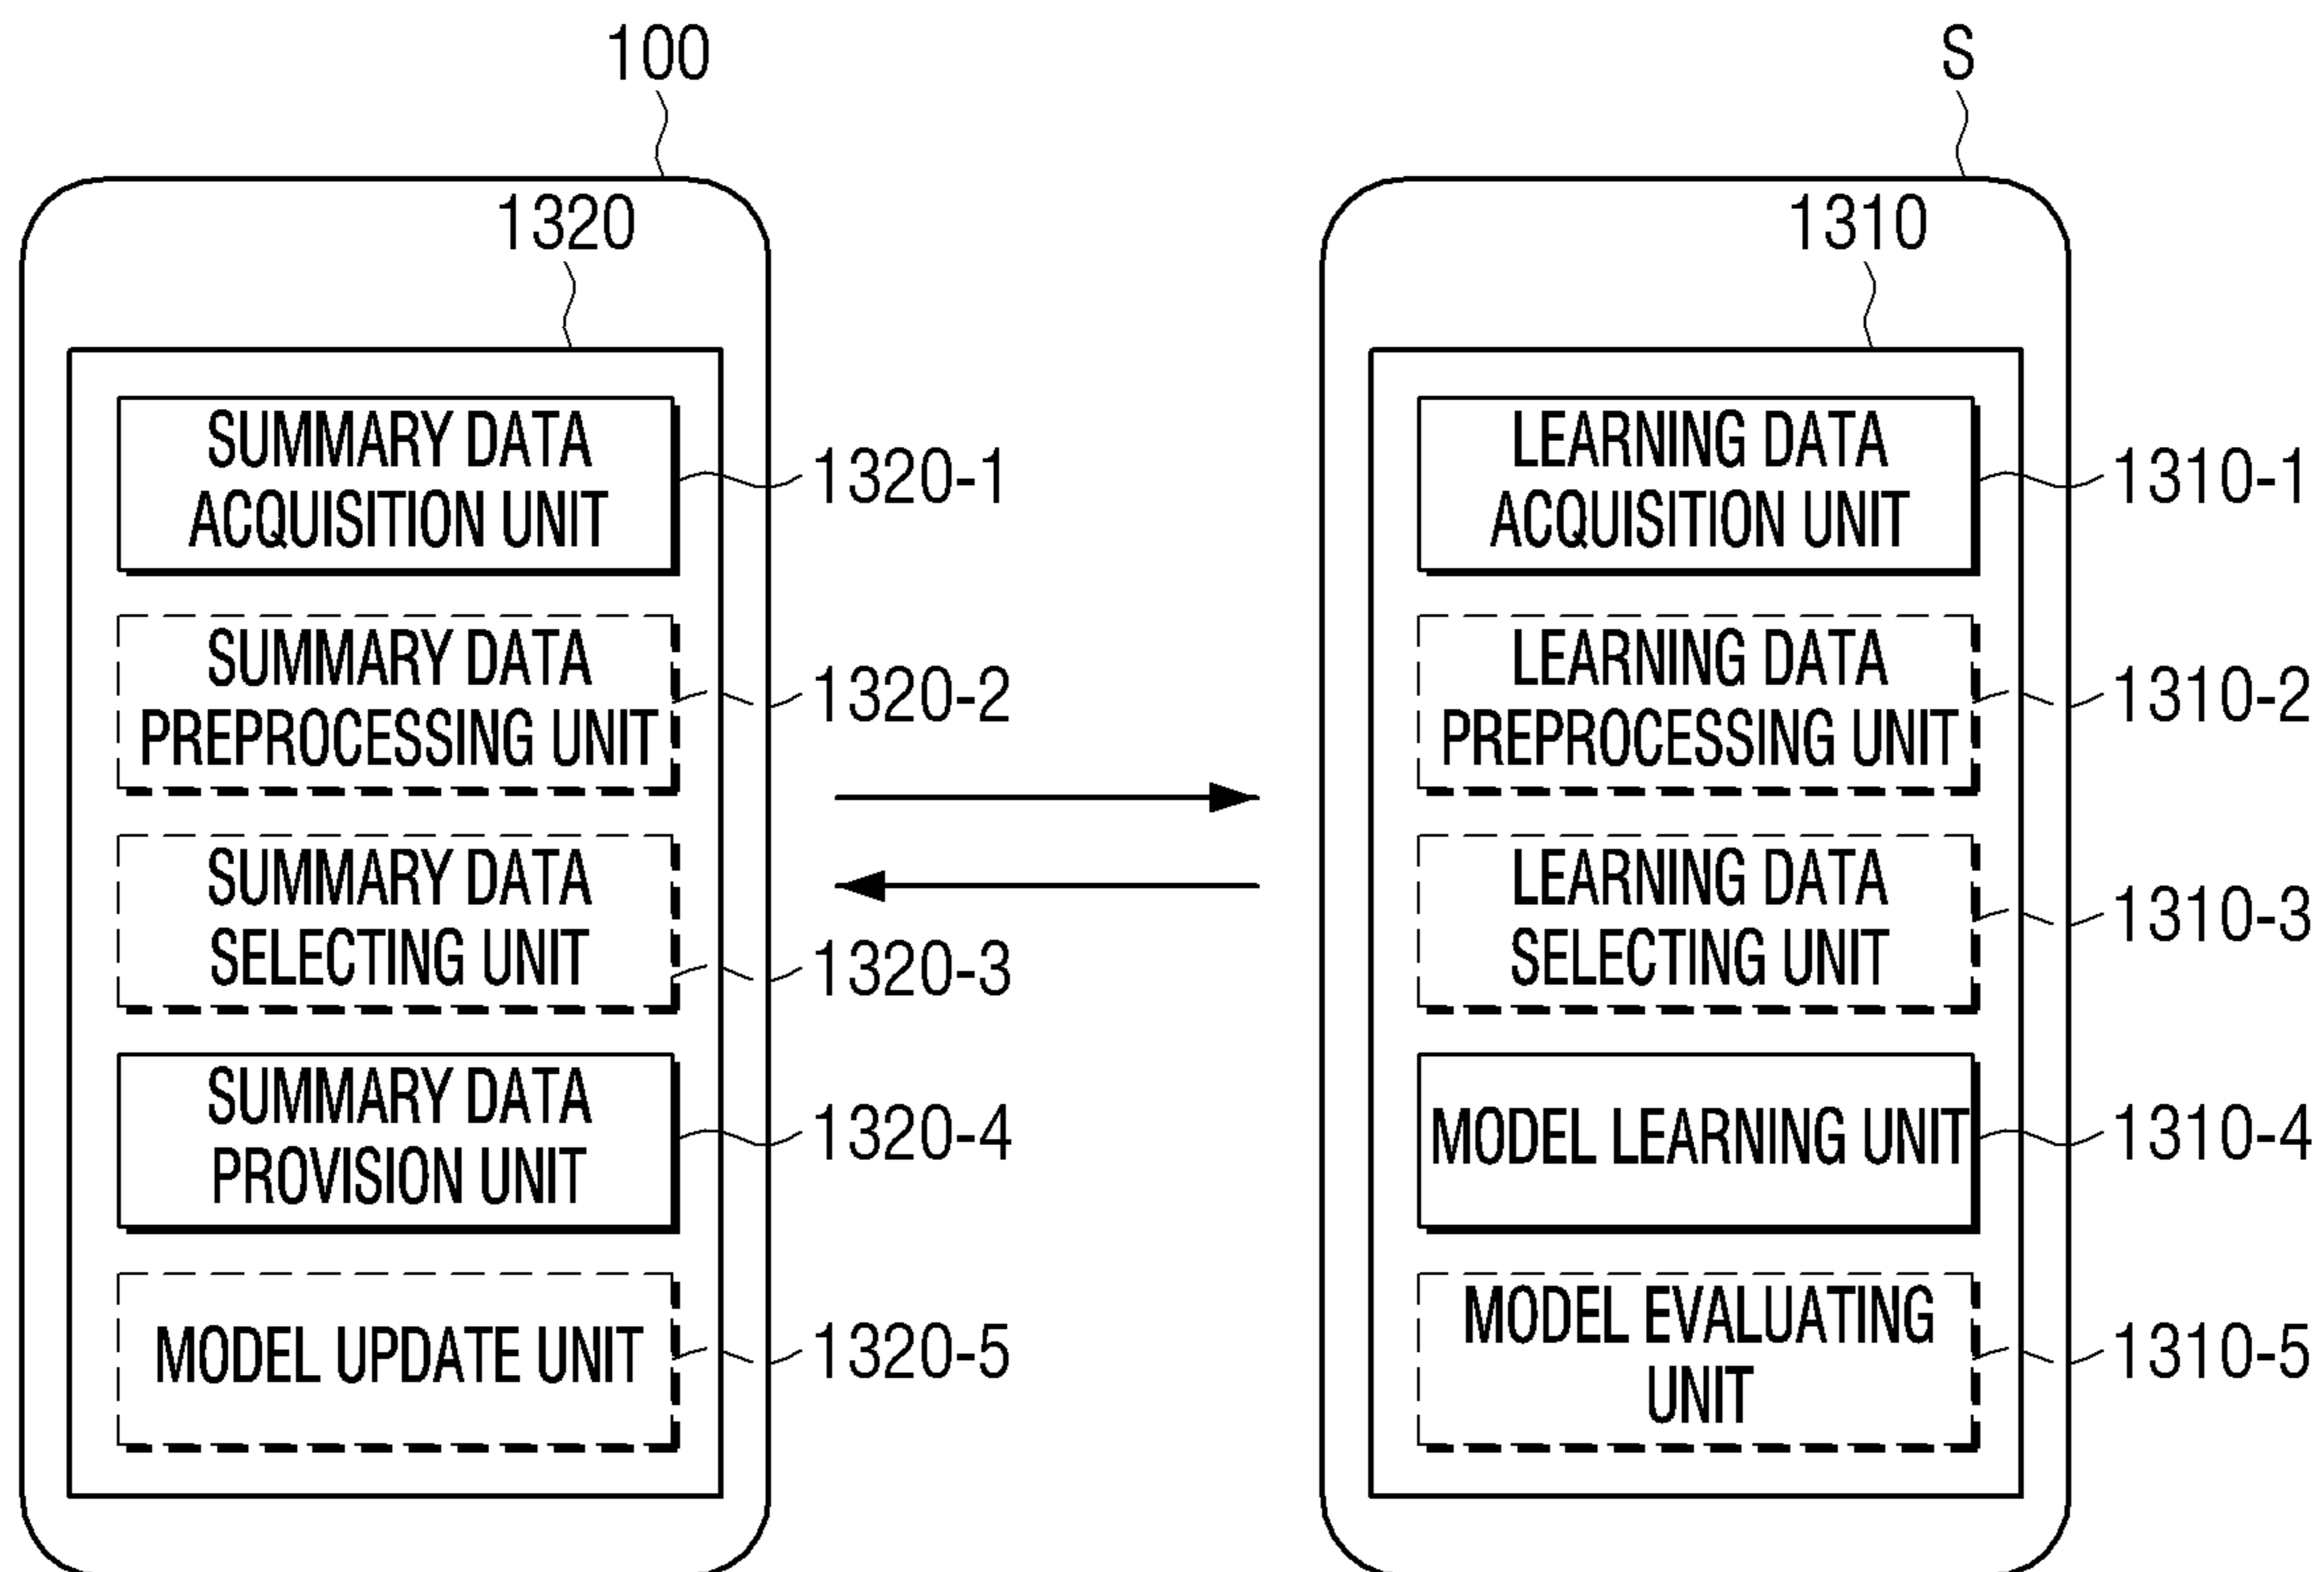 100
1320
SUMMARY DATA
ACQUISITION UNIT
1320-1
SUMMARY DATA
PREPROCESSING UNIT
1320-2
SUMMARY DATA
SELECTING UNIT
1320-3
SUMMARY DATA
PROVISION UNIT
1320-4
MODEL UPDATE UNIT
1320-5
S
1310
LEARNING DATA
ACQUISITION UNIT
1310-1
LEARNING DATA
PREPROCESSING UNIT
1310-2
LEARNING DATA
SELECTING UNIT
1310-3
MODEL LEARNING UNIT
1310-4
MODEL EVALUATING
UNIT
1310-5